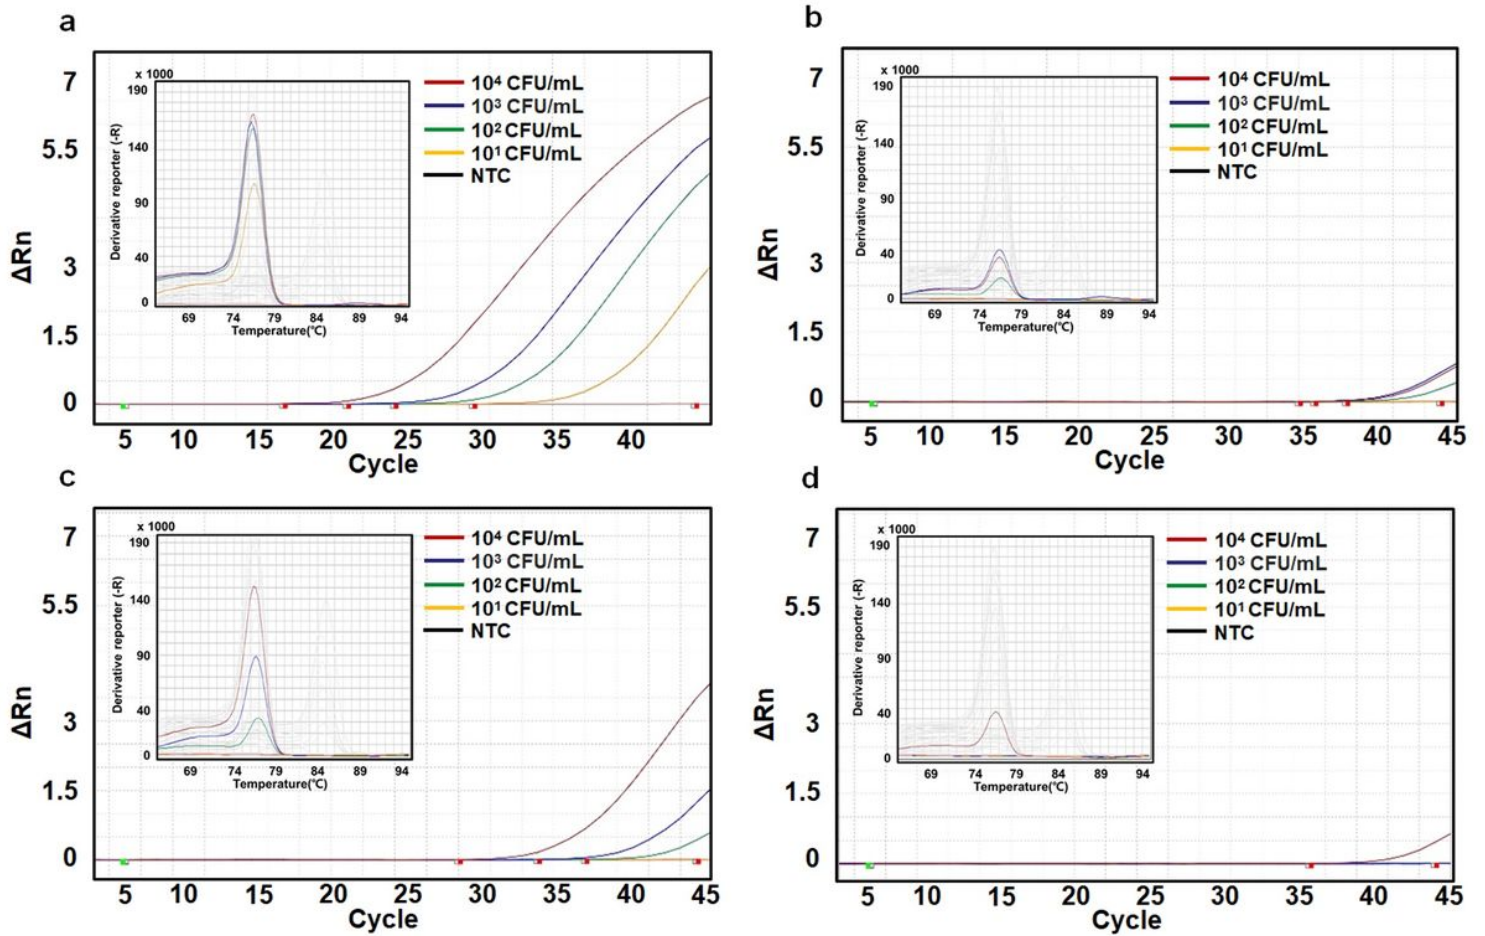 a
7
5.5
3
1.5
0
ΔRn
x 1000
190
140
90
40
0
Derivative reporter (-R)
69 74 79 84 89 94
Temperature(℃)
10⁴ CFU/mL
10³ CFU/mL
10² CFU/mL
10¹ CFU/mL
NTC
5 10 15 20 25 30 35 40
Cycle
b
7
5.5
3
1.5
0
ΔRn
x 1000
190
140
90
40
0
Derivative reporter (-R)
69 74 79 84 89 94
Temperature(℃)
10⁴ CFU/mL
10³ CFU/mL
10² CFU/mL
10¹ CFU/mL
NTC
5 10 15 20 25 30 35 40 45
Cycle
c
7
5.5
3
1.5
0
ΔRn
x 1000
190
140
90
40
0
Derivative reporter (-R)
69 74 79 84 89 94
Temperature(℃)
10⁴ CFU/mL
10³ CFU/mL
10² CFU/mL
10¹ CFU/mL
NTC
5 10 15 20 25 30 35 40 45
Cycle
d
7
5.5
3
1.5
0
ΔRn
x 1000
190
140
90
40
0
Derivative reporter (-R)
69 74 79 84 89 94
Temperature(℃)
10⁴ CFU/mL
10³ CFU/mL
10² CFU/mL
10¹ CFU/mL
NTC
5 10 15 20 25 30 35 40 45
Cycle